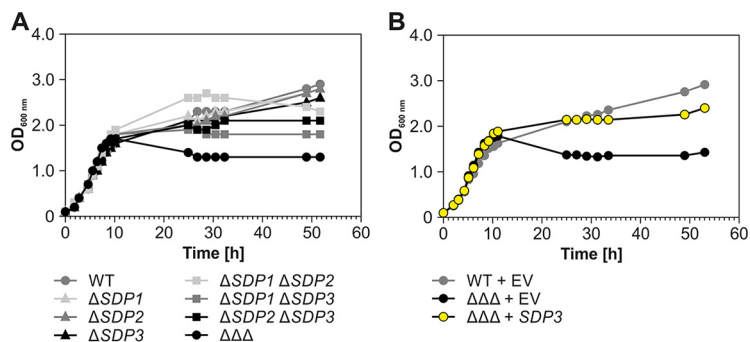 A
B
4.0
3.0
2.0
1.0
0
OD600 nm
0 10 20 30 40 50 60
Time [h]
4.0
3.0
2.0
1.0
0
OD600 nm
0 10 20 30 40 50 60
Time [h]
WT
ΔSDP1
ΔSDP2
ΔSDP3
ΔSDP1 ΔSDP2
ΔSDP1 ΔSDP3
ΔSDP2 ΔSDP3
ΔΔΔ
WT + EV
ΔΔΔ + EV
ΔΔΔ + SDP3